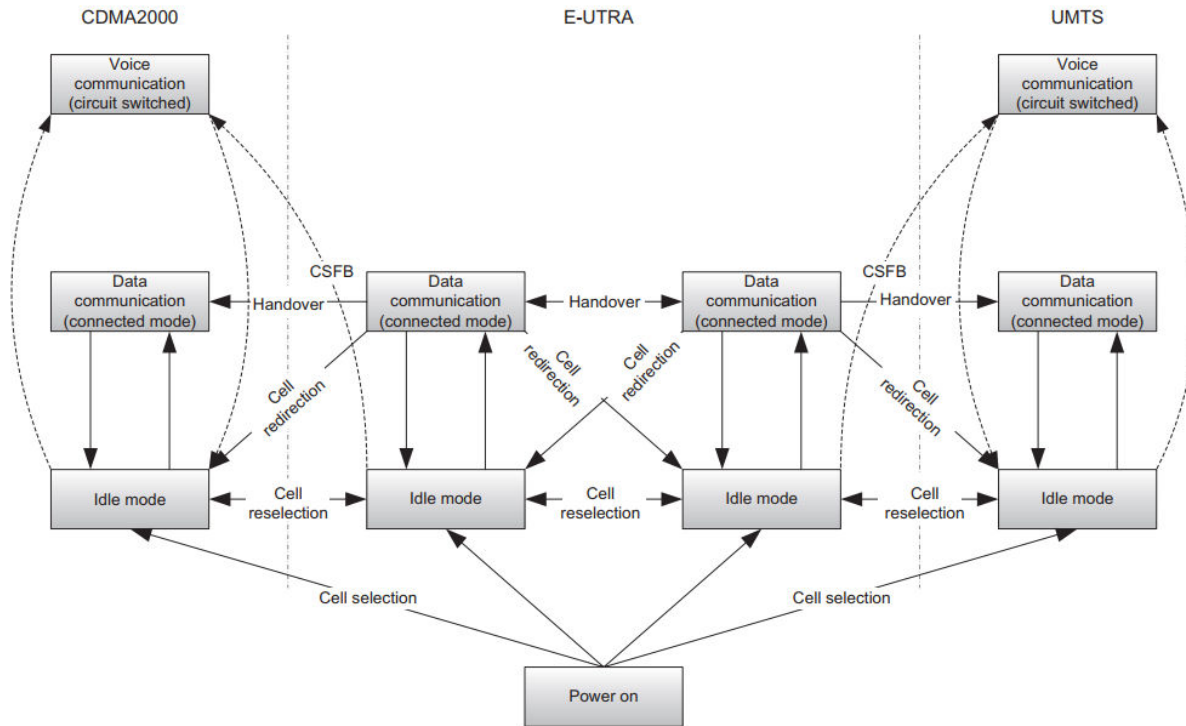 CDMA2000
E-UTRA
UMTS
Voice
communication
(circuit switched)
Voice
communication
(circuit switched)
CSFB
CSFB
Data
communication
(connected mode)
Handover
Data
communication
(connected mode)
Handover
Data
communication
(connected mode)
Handover
Data
communication
(connected mode)
Cell
redirection
Cell
redirection
Cell
redirection
Cell
redirection
Idle mode
Cell
reselection
Idle mode
Cell
reselection
Idle mode
Cell
reselection
Idle mode
Cell selection
Cell selection
Power on